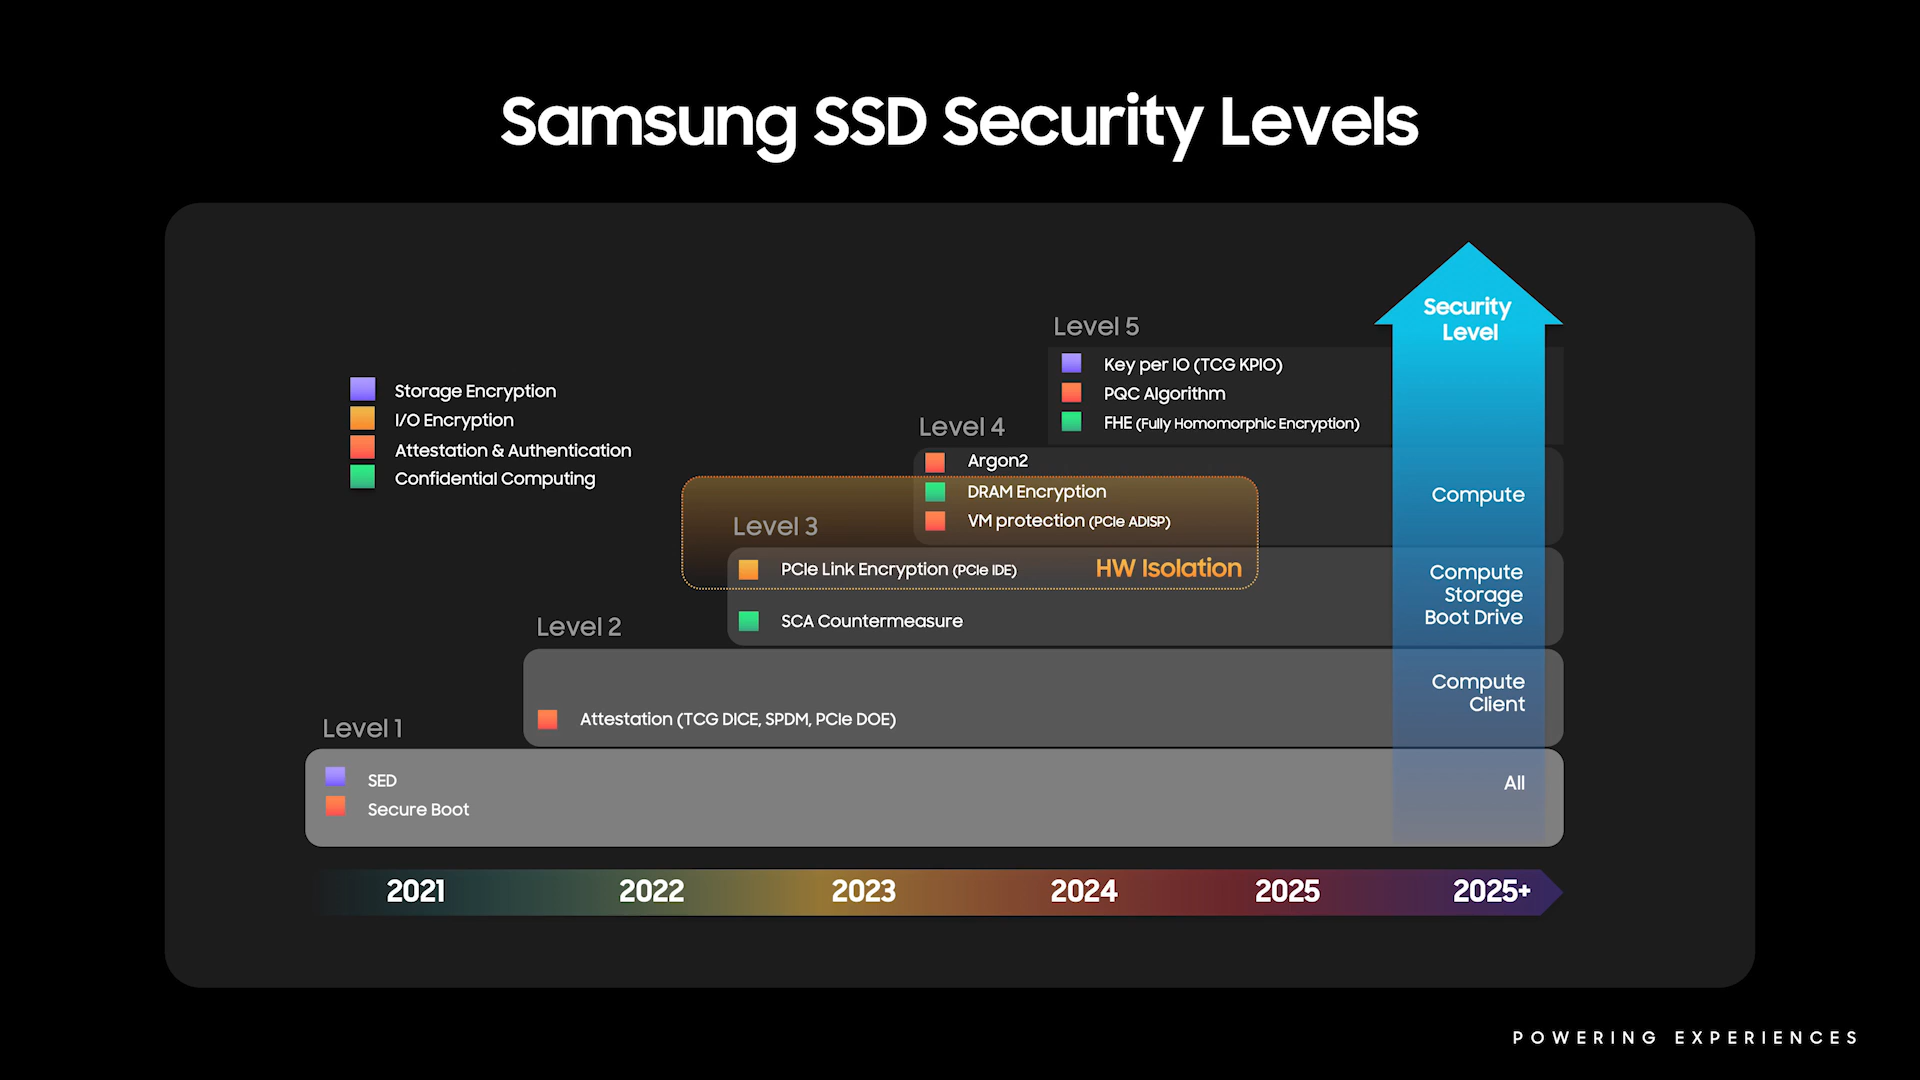 Samsung SSD Security Levels
Storage Encryption
I/O Encryption
Attestation & Authentication
Confidential Computing
Level 5
Key per IO (TCG KPIO)
PQC Algorithm
FHE (Fully Homomorphic Encryption)
Level 4
Argon2
DRAM Encryption
VM protection (PCIe ADISP)
Level 3
PCIe Link Encryption (PCIe IDE)
HW Isolation
SCA Countermeasure
Level 2
Attestation (TCG DICE, SPDM, PCIe DOE)
Level 1
SED
Secure Boot
Security
Level
Compute
Compute
Storage
Boot Drive
Compute
Client
All
2021
2022
2023
2024
2025
2025+
POWERING EXPERIENCES